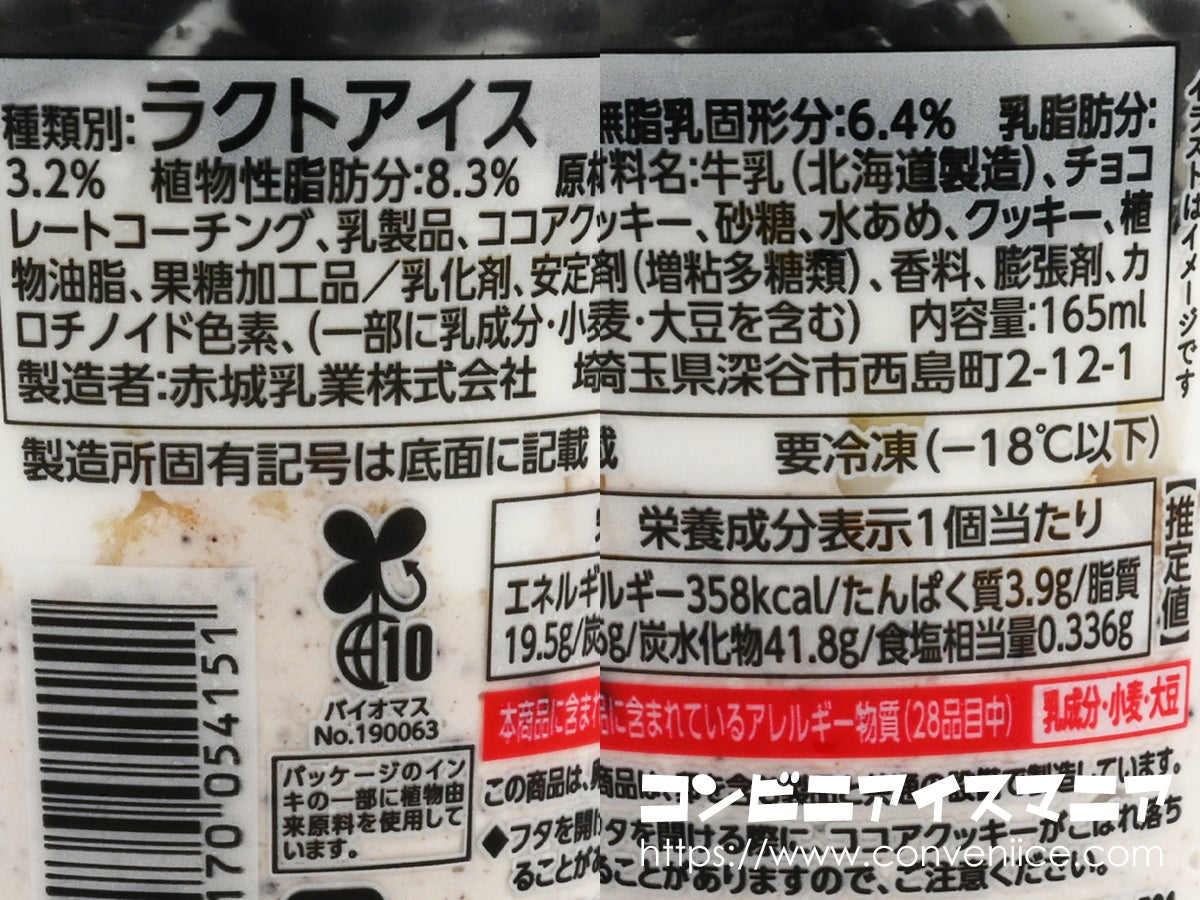 種類別:ラクトアイス 無脂乳固形分:6.4% 乳脂肪分:
3.2% 植物性脂肪分:8.3% 原材料名:牛乳(北海道製造)、チョコ
レートコーチング、乳製品、ココアクッキー、砂糖、水あめ、クッキー、植
物油脂、果糖加工品/乳化剤、安定剤(増粘多糖類)、香料、膨張剤、カ
ロチノイド色素、(一部に乳成分・小麦・大豆を含む) 内容量:165ml
製造者:赤城乳業株式会社 埼玉県深谷市西島町2-12-1
イラストはイメージです
製造所固有記号は底面に記載 要冷凍(-18℃以下)
栄養成分表示1個当たり
エネルギー358kcal/たんぱく質3.9g/脂質
19.5g/炭水化物41.8g/食塩相当量0.336g
【推定値】
10
バイオマス
No.190063
パッケージのイン
キの一部に植物由
来原料を使用して
います。
170 054151
本商品に含まれているアレルギー物質(28品目中) 乳成分・小麦・大豆
この商品は、 製造しています。
◆フタを開ける際に、ココアクッキーがこぼれ落ち
ることがありますので、ご注意ください。
コンビニアイスマニア
https://www.conveniice.com